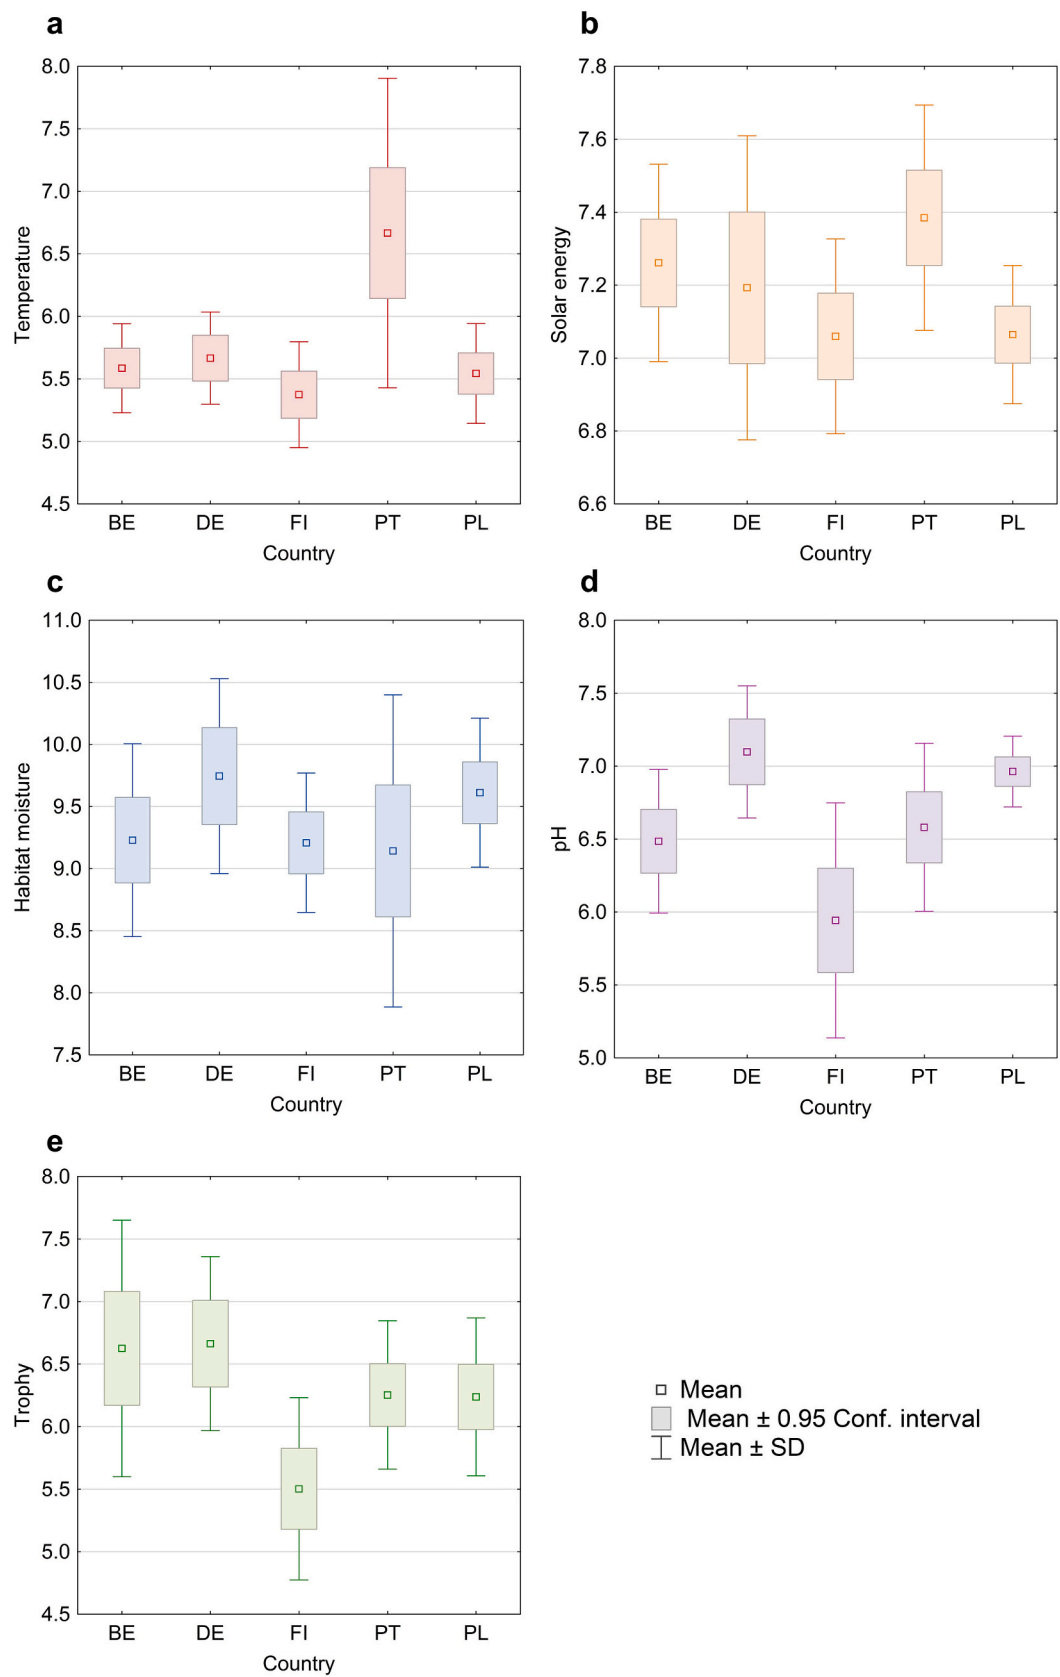 a
8.0
7.5
7.0
6.5
6.0
5.5
5.0
4.5
Temperature
BE DE FI PT PL
Country
b
7.8
7.6
7.4
7.2
7.0
6.8
6.6
Solar energy
BE DE FI PT PL
Country
c
11.0
10.5
10.0
9.5
9.0
8.5
8.0
7.5
Habitat moisture
BE DE FI PT PL
Country
d
8.0
7.5
7.0
6.5
6.0
5.5
5.0
pH
BE DE FI PT PL
Country
e
8.0
7.5
7.0
6.5
6.0
5.5
5.0
4.5
Trophy
BE DE FI PT PL
Country
Mean
Mean ± 0.95 Conf. interval
Mean ± SD